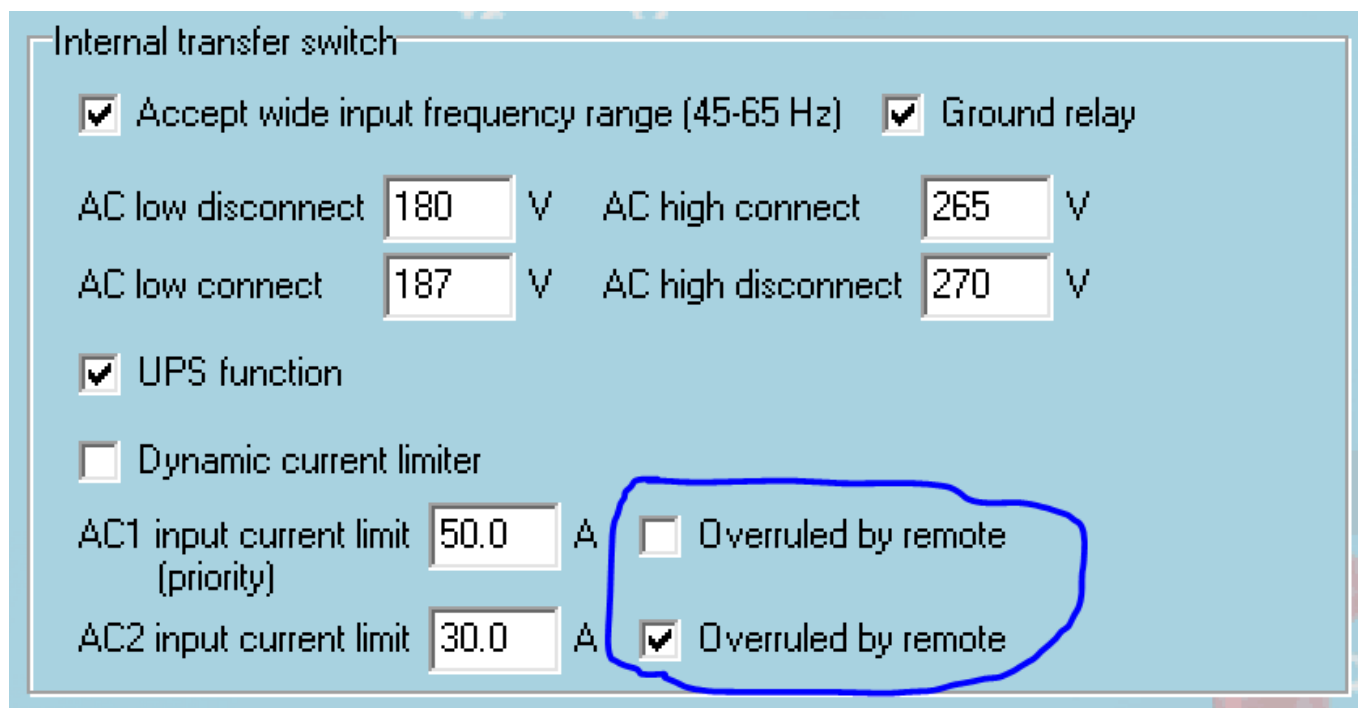 Internal transfer switch
Accept wide input frequency range (45-65 Hz) Ground relay
AC low disconnect 180 V AC high connect 265 V
AC low connect 187 V AC high disconnect 270 V
UPS function
Dynamic current limiter
AC1 input current limit 50.0 A Overruled by remote
(priority)
AC2 input current limit 30.0 A Overruled by remote